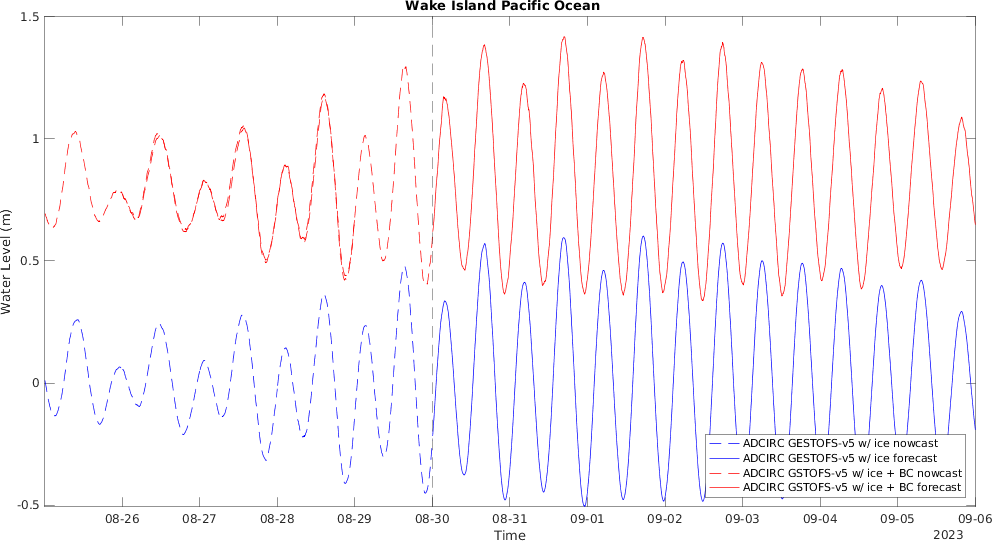 Wake Island Pacific Ocean
1.5
1
0.5
0
-0.5
Water Level (m)
ADCIRC GESTOFS-v5 w/ ice nowcast
ADCIRC GESTOFS-v5 w/ ice forecast
ADCIRC GSTOFS-v5 w/ ice + BC nowcast
ADCIRC GSTOFS-v5 w/ ice + BC forecast
08-26 08-27 08-28 08-29 08-30 08-31 09-01 09-02 09-03 09-04 09-05 09-06
Time
2023